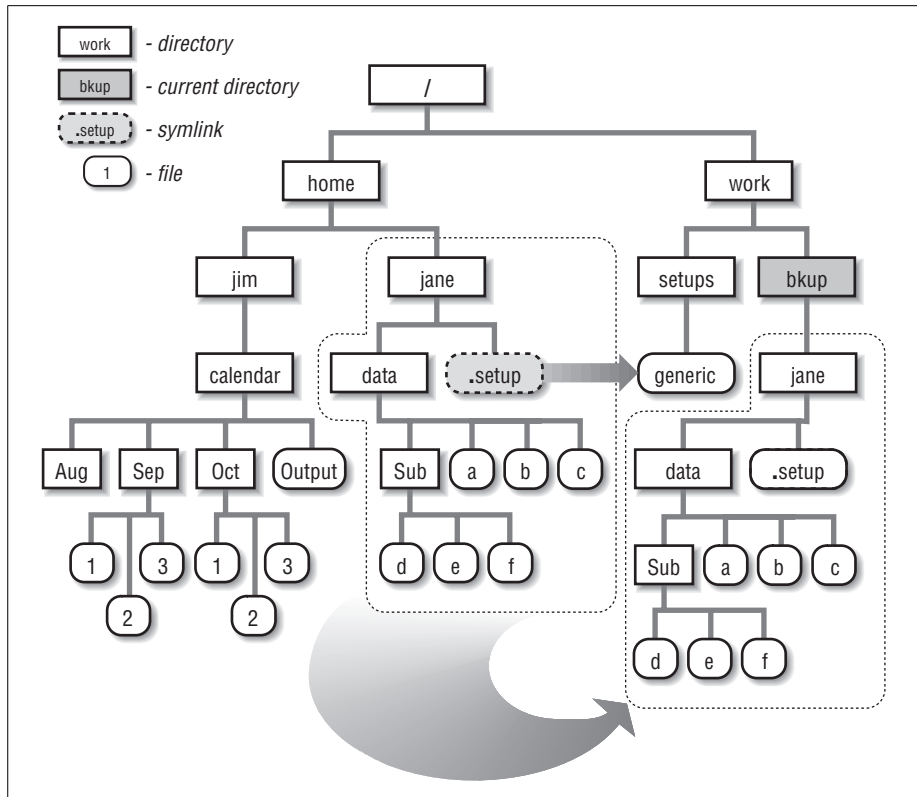 work - directory
bkup - current directory
.setup - symlink
1 - file
/
home work
jim jane setups bkup
calendar data .setup generic jane
Aug Sep Oct Output Sub a b c data .setup
1 3 1 3 d e f Sub a b c
2 2
d e f